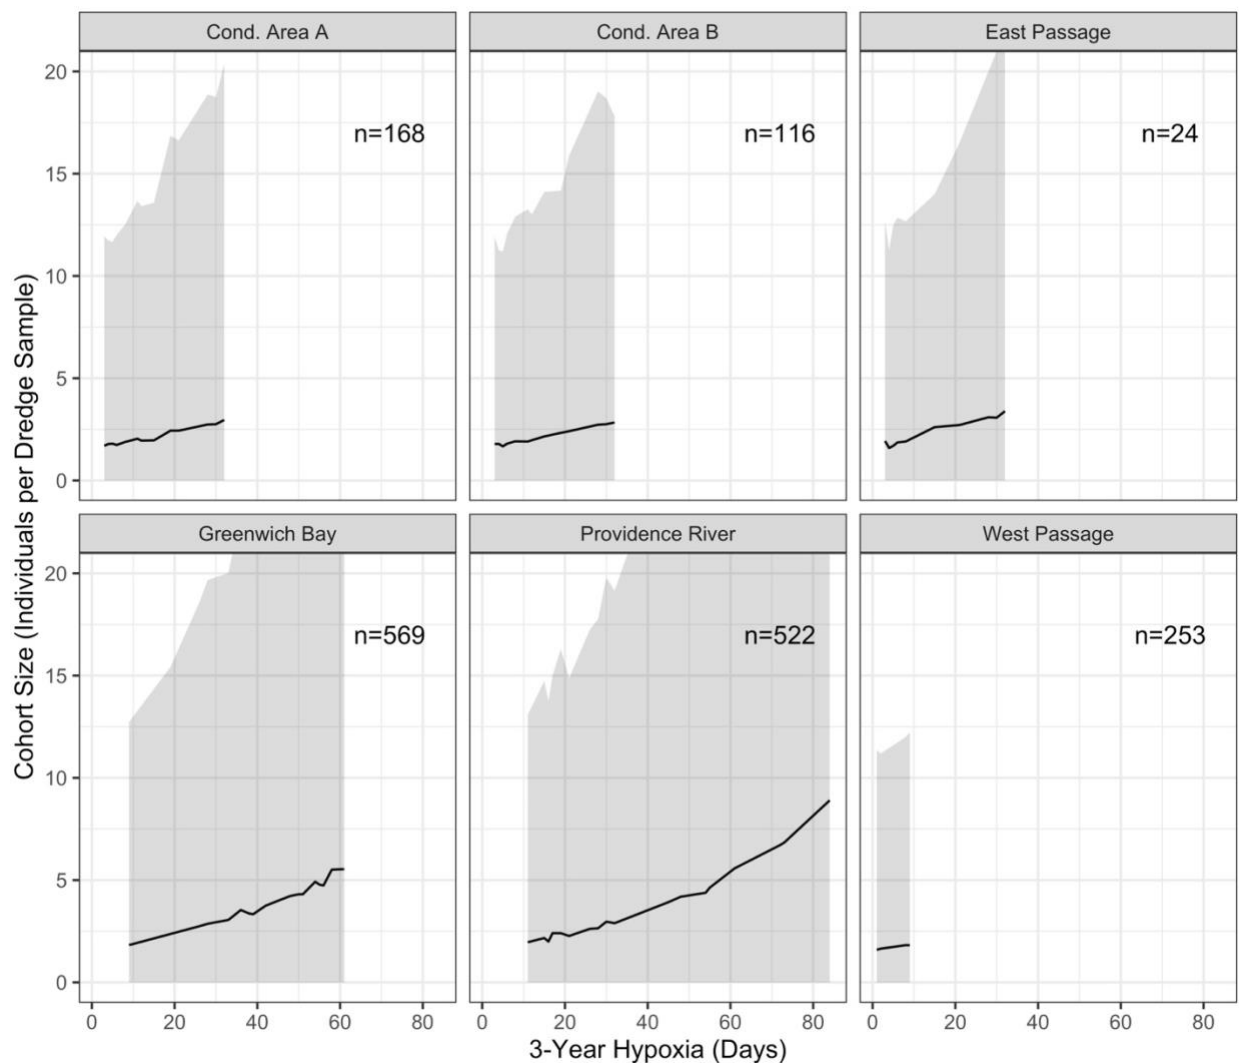 Cond. Area A
Cond. Area B
East Passage
20
15
10
5
0
n=168
n=116
n=24
Greenwich Bay
Providence River
West Passage
20
15
10
5
0
n=569
n=522
n=253
0 20 40 60 80
0 20 40 60 80
0 20 40 60 80
3-Year Hypoxia (Days)
Cohort Size (Individuals per Dredge Sample)